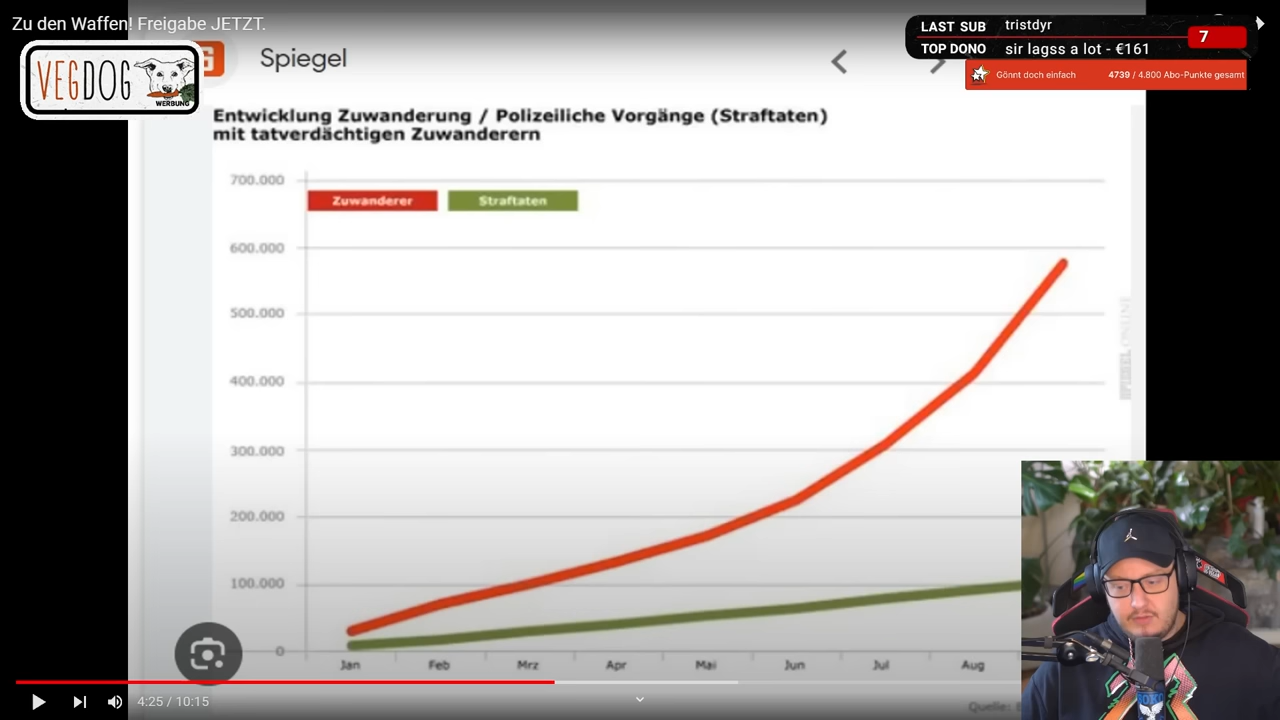 Zu den Waffen! Freigabe JETZT.
LAST SUB tristdyr
TOP DONO sir lagss a lot - €161
7
Gönnt doch einfach 4739 / 4.800 Abo-Punkte gesamt
VEGDOG
WERBUNG
Spiegel
Entwicklung Zuwanderung / Polizeiliche Vorgänge (Straftaten)
mit tatverdächtigen Zuwanderern
700.000
Zuwanderer Straftaten
600.000
500.000
SPIEGEL ONLINE
400.000
300.000
200.000
100.000
0
Jan Feb Mrz Apr Mai Jun Jul Aug
4:25 / 10:15
Quelle: